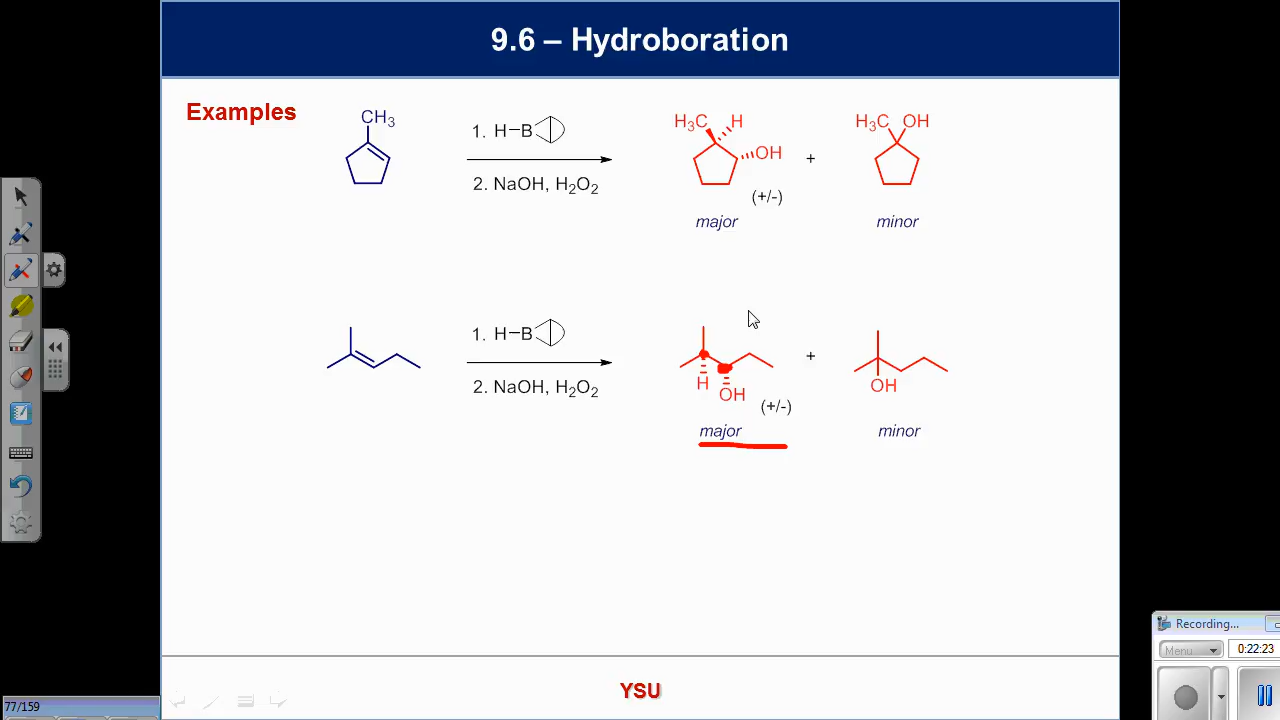 9.6 – Hydroboration
Examples
CH₃
1. H–B
2. NaOH, H₂O₂
H₃C
H
OH
(+/-)
major
+
H₃C OH
minor
1. H–B
2. NaOH, H₂O₂
H
OH
(+/-)
major
+
OH
minor
YSU
77/159
Recording...
Menu
0:22:23